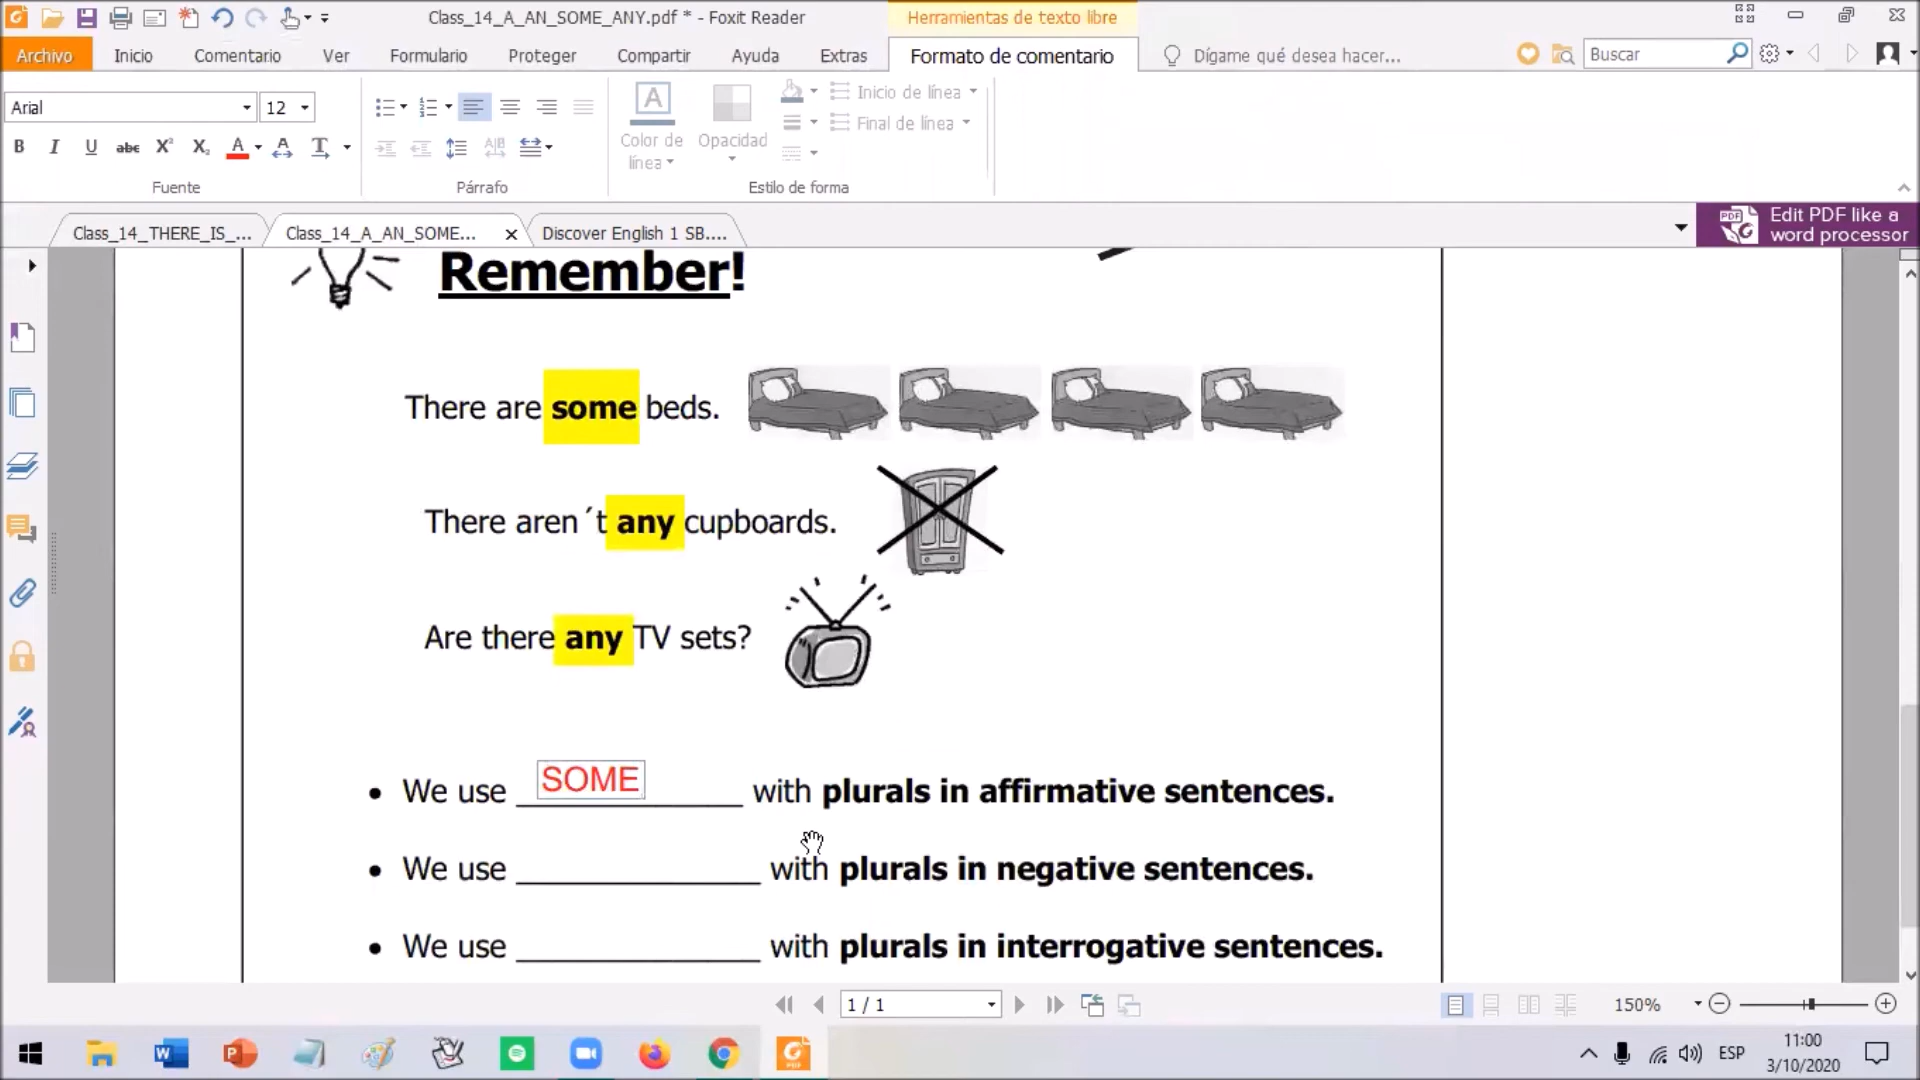 Class_14_A_AN_SOME_ANY.pdf * - Foxit Reader
Herramientas de texto libre
Archivo
Inicio
Comentario
Ver
Formulario
Proteger
Compartir
Ayuda
Extras
Formato de comentario
Dígame qué desea hacer...
Buscar
Arial
12
Color de línea
Opacidad
Inicio de línea
Final de línea
Fuente
Párrafo
Estilo de forma
Class_14_THERE_IS_...
Class_14_A_AN_SOME...
Discover English 1 SB....
Edit PDF like a
word processor
Remember!
There are some beds.
There aren´t any cupboards.
Are there any TV sets?
We use SOME with plurals in affirmative sentences.
We use _______________ with plurals in negative sentences.
We use _______________ with plurals in interrogative sentences.
1 / 1
150%
ESP
11:00
3/10/2020